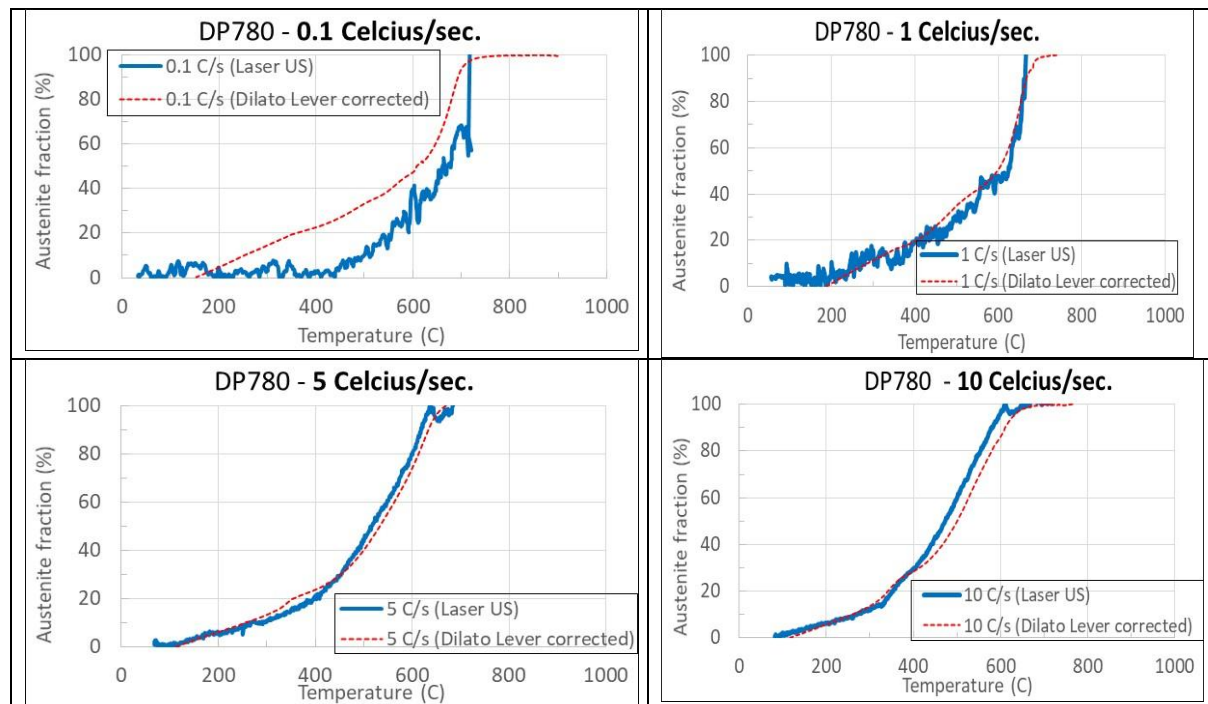 DP780 - 0.1 Celcius/sec.
Austenite fraction (%)
100
80
60
40
20
0
0.1 C/s (Laser US)
0.1 C/s (Dilato Lever corrected)
0 200 400 600 800 1000
Temperature (C)
DP780 - 1 Celcius/sec.
Austenite fraction (%)
100
80
60
40
20
0
1 C/s (Laser US)
1 C/s (Dilato Lever corrected)
0 200 400 600 800 1000
Temperature (C)
DP780 - 5 Celcius/sec.
Austenite fraction (%)
100
80
60
40
20
0
5 C/s (Laser US)
5 C/s (Dilato Lever corrected)
0 200 400 600 800 1000
Temperature (C)
DP780 - 10 Celcius/sec.
Austenite fraction (%)
100
80
60
40
20
0
10 C/s (Laser US)
10 C/s (Dilato Lever corrected)
0 200 400 600 800 1000
Temperature (C)